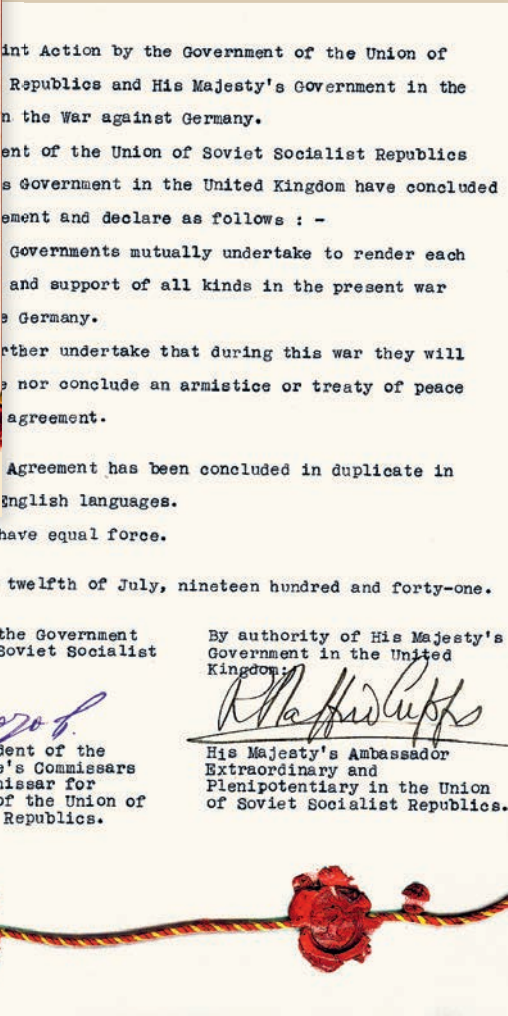 int Action by the Government of the Union of
Republics and His Majesty's Government in the
n the War against Germany.
ent of the Union of Soviet Socialist Republics
s Government in the United Kingdom have concluded
ement and declare as follows : -
Governments mutually undertake to render each
and support of all kinds in the present war
e Germany.
rther undertake that during this war they will
e nor conclude an armistice or treaty of peace
agreement.
Agreement has been concluded in duplicate in
English languages.
have equal force.
twelfth of July, nineteen hundred and forty-one.
the Government
Soviet Socialist
dent of the
e's Commissars
missar for
of the Union of
Republics.
By authority of His Majesty's
Government in the United
Kingdom:
R Stafford Cripps
His Majesty's Ambassador
Extraordinary and
Plenipotentiary in the Union
of Soviet Socialist Republics.